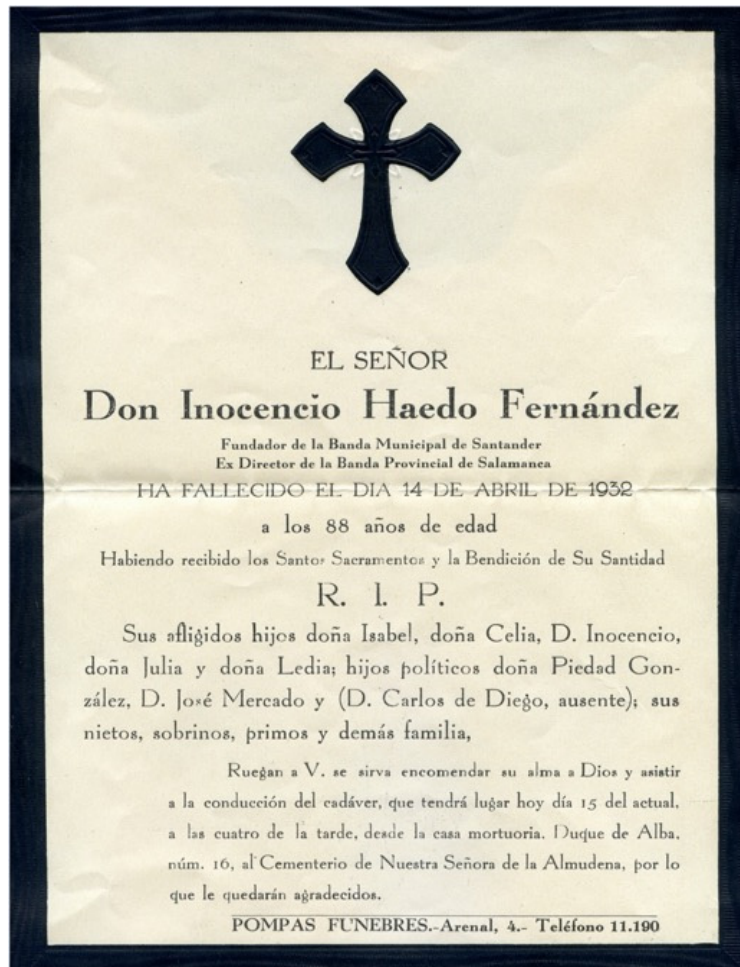 EL SEÑOR
Don Inocencio Haedo Fernández
Fundador de la Banda Municipal de Santander
Ex Director de la Banda Provincial de Salamanca
HA FALLECIDO EL DIA 14 DE ABRIL DE 1932
a los 88 años de edad
Habiendo recibido los Santos Sacramentos y la Bendición de Su Santidad
R. I. P.
Sus afligidos hijos doña Isabel, doña Celia, D. Inocencio,
doña Julia y doña Ledia; hijos políticos doña Piedad Gon-
zález, D. José Mercado y (D. Carlos de Diego, ausente); sus
nietos, sobrinos, primos y demás familia,
Ruegan a V. se sirva encomendar su alma a Dios y asistir
a la conducción del cadáver, que tendrá lugar hoy día 15 del actual,
a las cuatro de la tarde, desde la casa mortuoria, Duque de Alba,
núm. 16, al Cementerio de Nuestra Señora de la Almudena, por lo
que le quedarán agradecidos.
POMPAS FUNEBRES.-Arenal, 4.- Teléfono 11.190